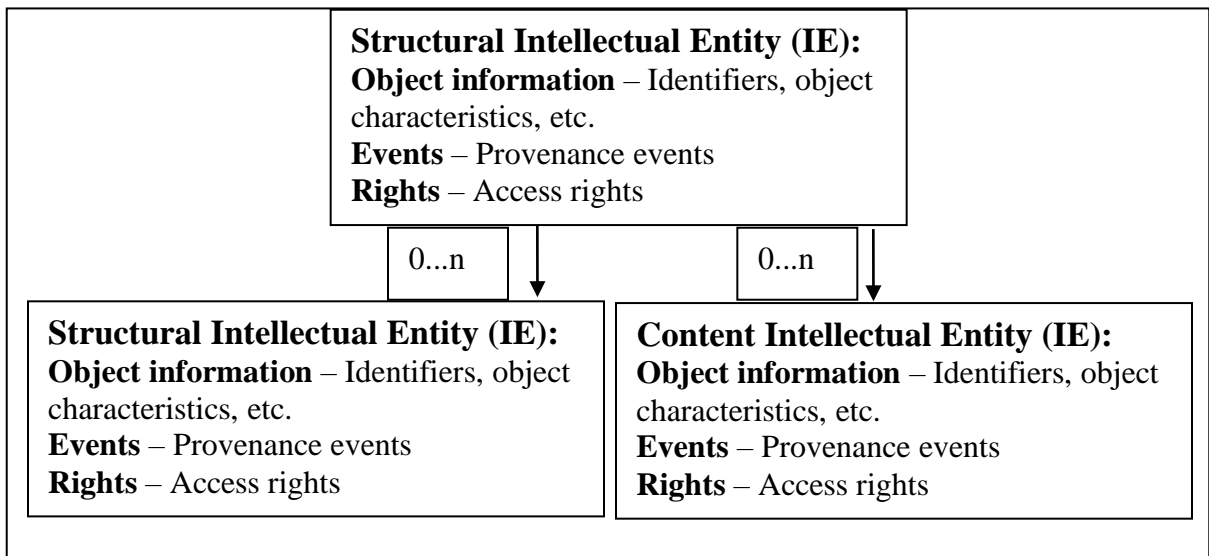 Structural Intellectual Entity (IE):
Object information – Identifiers, object
characteristics, etc.
Events – Provenance events
Rights – Access rights
0...n
0...n
Structural Intellectual Entity (IE):
Object information – Identifiers, object
characteristics, etc.
Events – Provenance events
Rights – Access rights
Content Intellectual Entity (IE):
Object information – Identifiers, object
characteristics, etc.
Events – Provenance events
Rights – Access rights